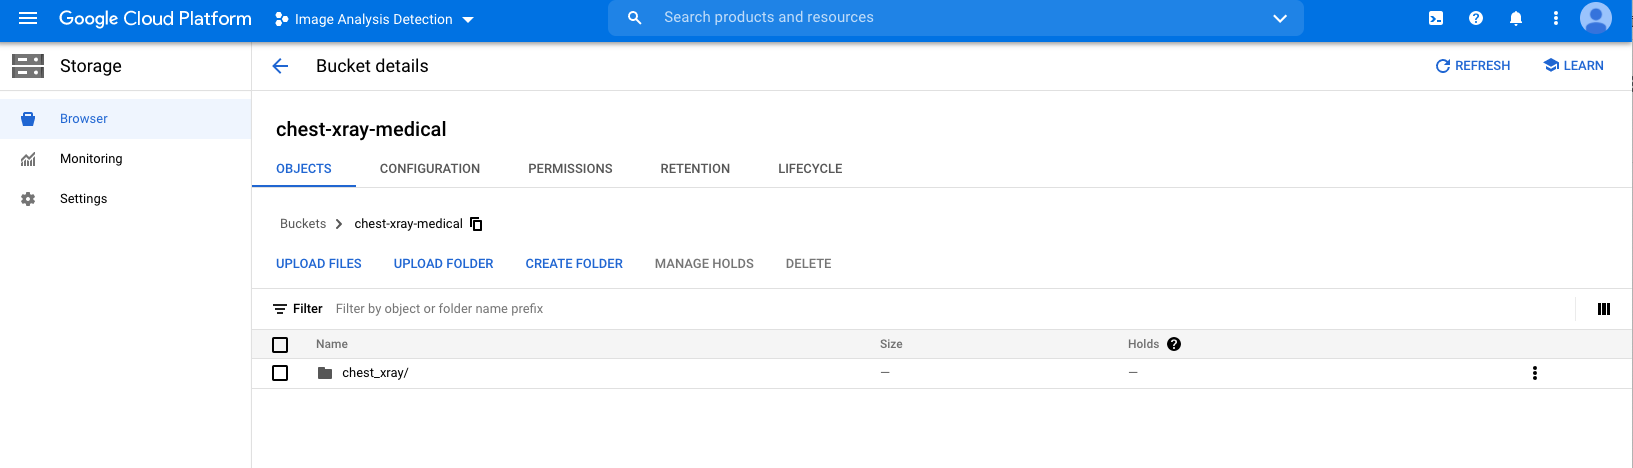 Google Cloud Platform Image Analysis Detection Search products and resources
Storage Bucket details REFRESH LEARN
Browser
Monitoring
Settings
chest-xray-medical
OBJECTS CONFIGURATION PERMISSIONS RETENTION LIFECYCLE
Buckets chest-xray-medical
UPLOAD FILES UPLOAD FOLDER CREATE FOLDER MANAGE HOLDS DELETE
Filter Filter by object or folder name prefix
Name Size Holds ?
chest_xray/ — —